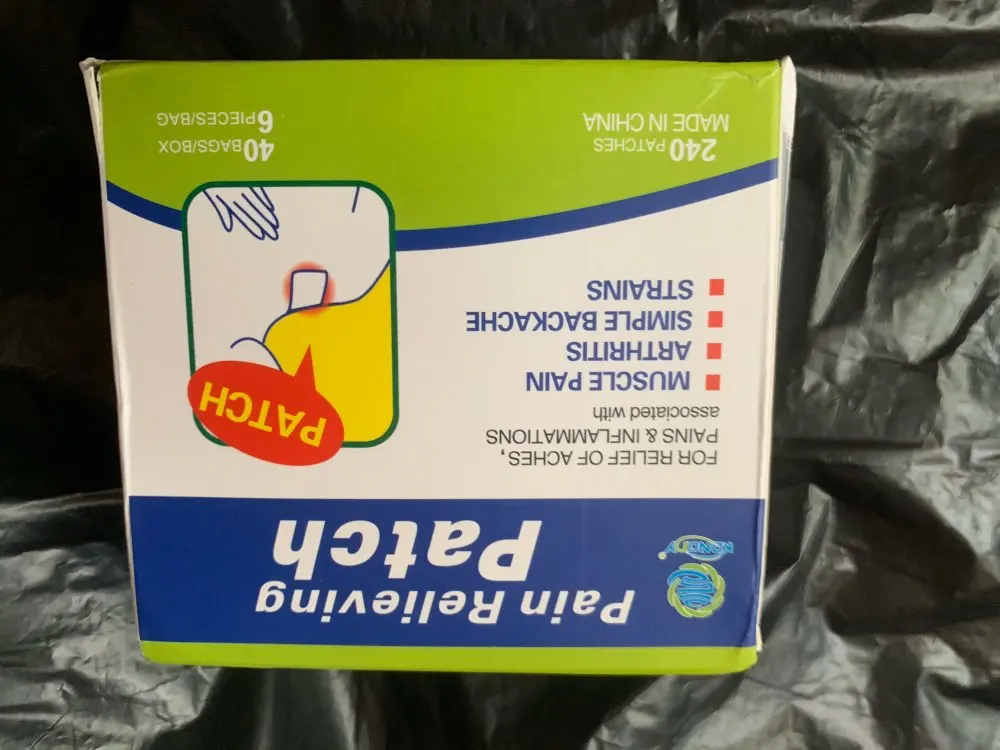 KONGDY
Pain Relieving
Patch
FOR RELIEF OF ACHES,
PAINS & INFLAMMATIONS
associated with
MUSCLE PAIN
ARTHRITIS
SIMPLE BACKACHE
STRAINS
PATCH
240 PATCHES
MADE IN CHINA
40 BAGS/BOX
6 PIECES/BAG